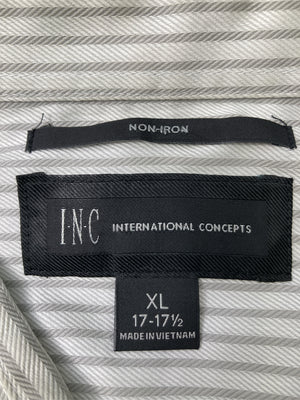 NON-IRON
I·N·C INTERNATIONAL CONCEPTS
XL
17-17½
MADE IN VIETNAM